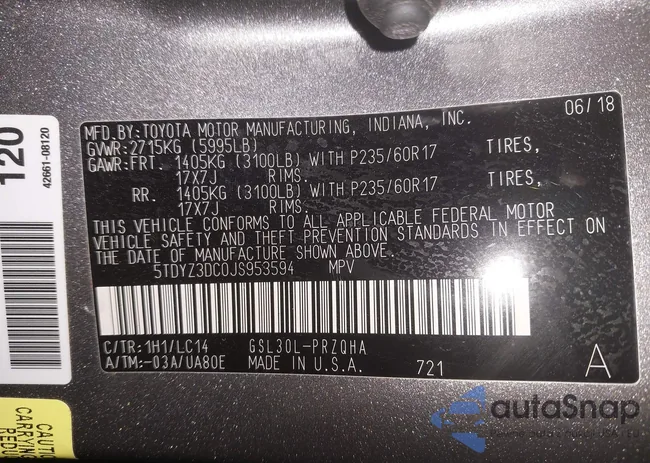 06/18
MFD.BY:TOYOTA MOTOR MANUFACTURING, INDIANA, INC.
GVWR:2715KG (5995LB)
GAWR:FRT. 1405KG (3100LB) WITH P235/60R17 TIRES,
17X7J RIMS.
RR. 1405KG (3100LB) WITH P235/60R17 TIRES,
17X7J RIMS.
THIS VEHICLE CONFORMS TO ALL APPLICABLE FEDERAL MOTOR
VEHICLE SAFETY AND THEFT PREVENTION STANDARDS IN EFFECT ON
THE DATE OF MANUFACTURE SHOWN ABOVE.
5TDYZ3DC0JS953594 MPV
C/TR:1H1/LC14 GSL30L-PRZQHA
A/TM:-03A/UA80E MADE IN U.S.A. 721 A
120
42661-08120
CARRYING
autoSnap